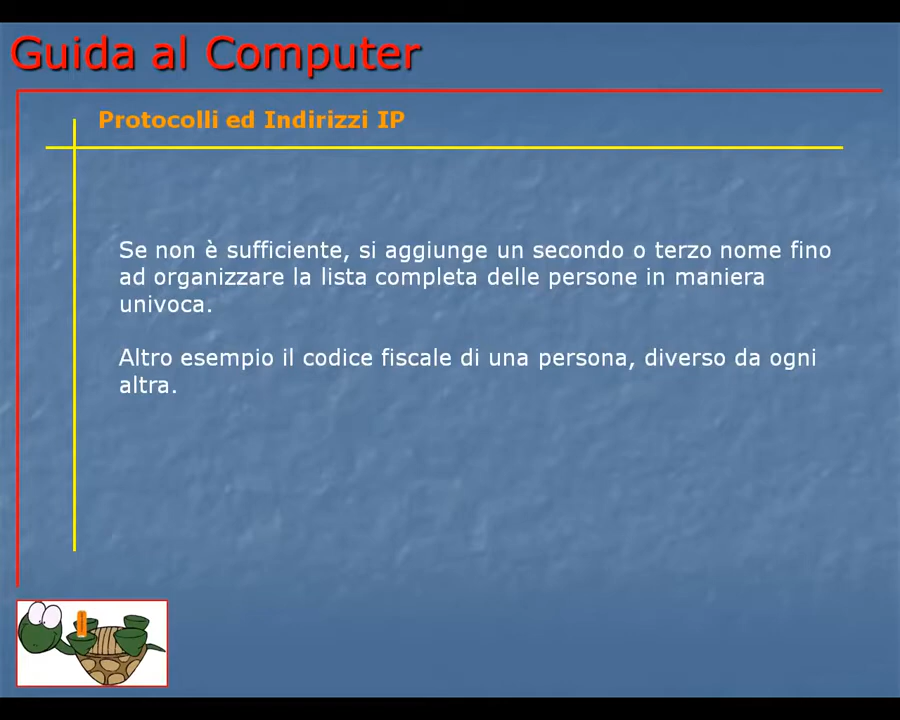 Guida al Computer
Protocolli ed Indirizzi IP
Se non è sufficiente, si aggiunge un secondo o terzo nome fino
ad organizzare la lista completa delle persone in maniera
univoca.
Altro esempio il codice fiscale di una persona, diverso da ogni
altra.